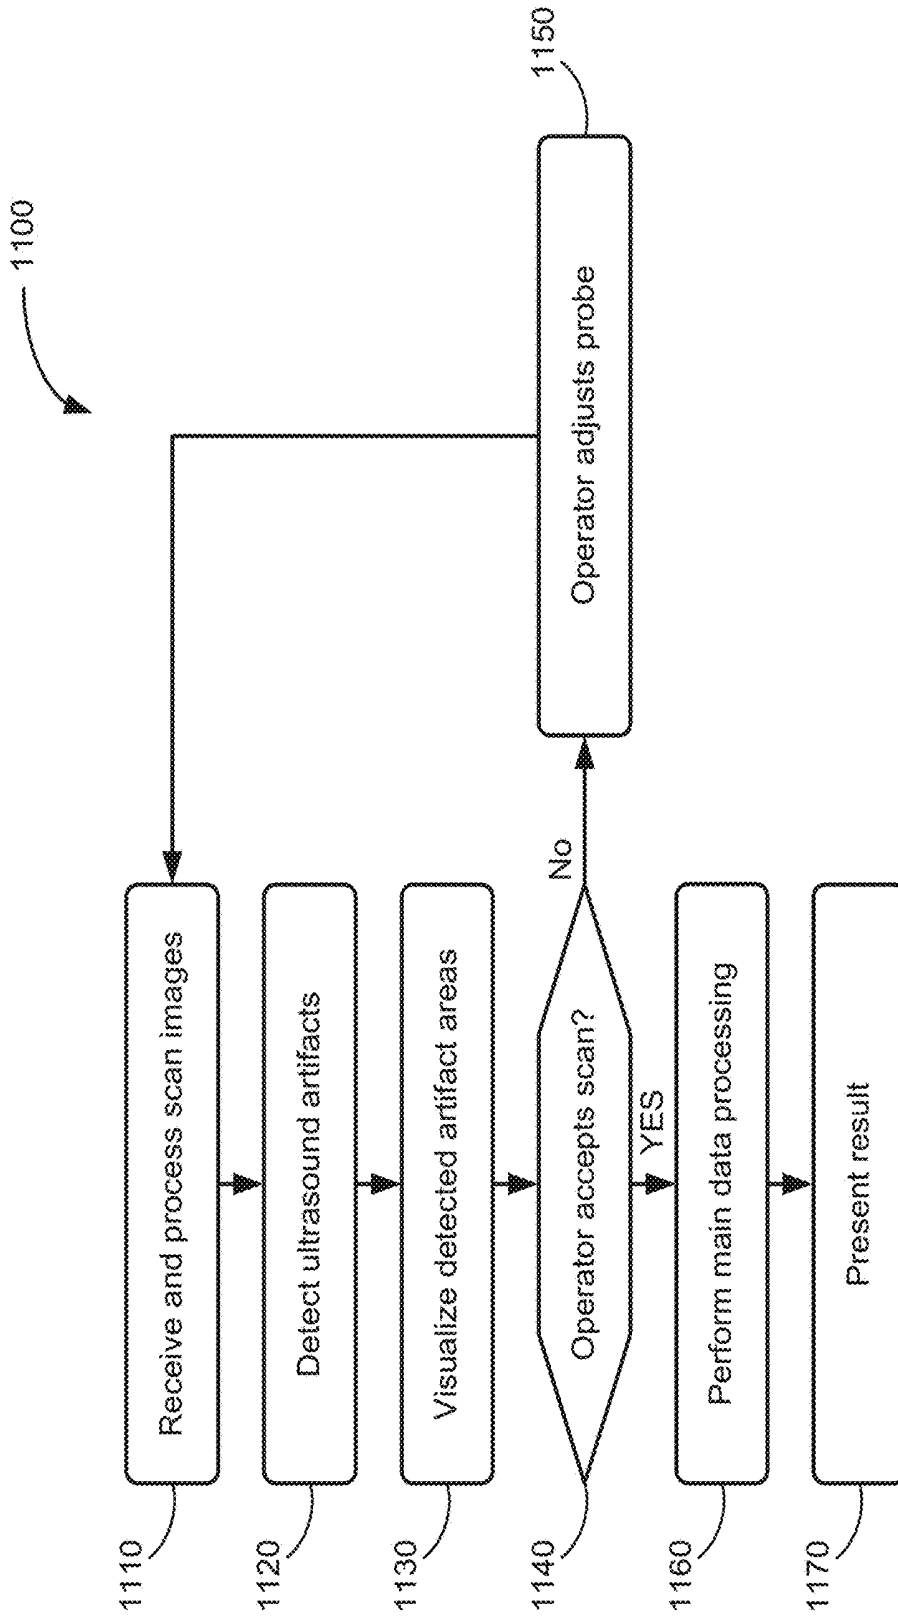 1100
1110
Receive and process scan images
1120
Detect ultrasound artifacts
1130
Visualize detected artifact areas
1140
Operator accepts scan?
No
1150
Operator adjusts probe
YES
1160
Perform main data processing
1170
Present result